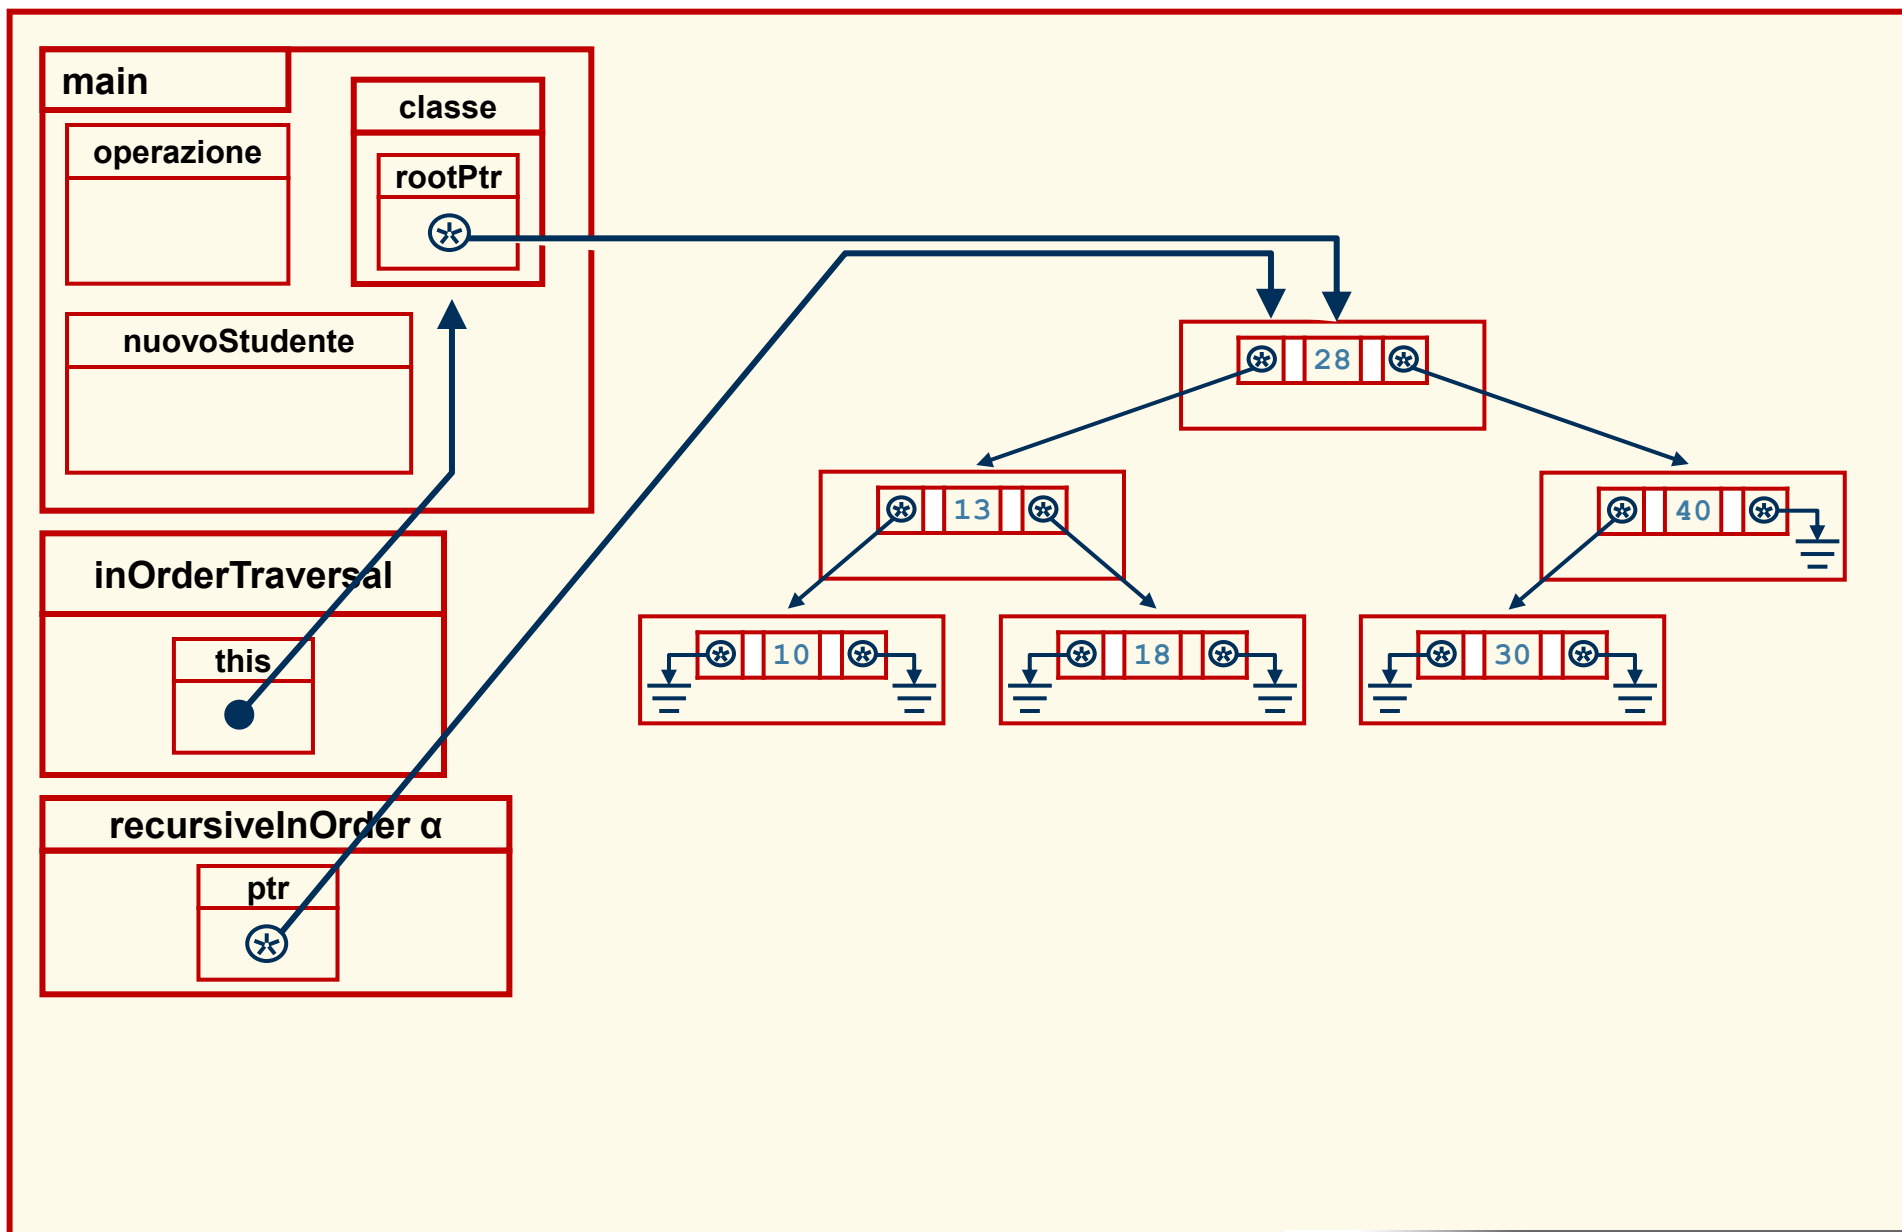 main
classe
operazione
rootPtr
nuovoStudente
28
13
40
inOrderTraversal
this
10
18
30
recursiveInOrder α
ptr